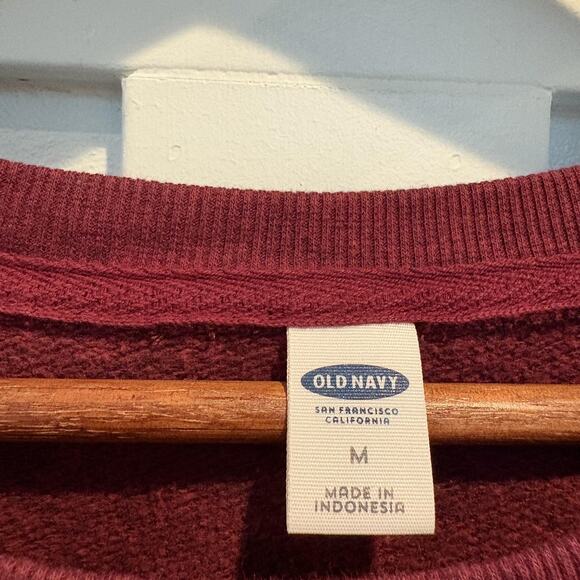 OLD NAVY
SAN FRANCISCO
CALIFORNIA
M
MADE IN
INDONESIA